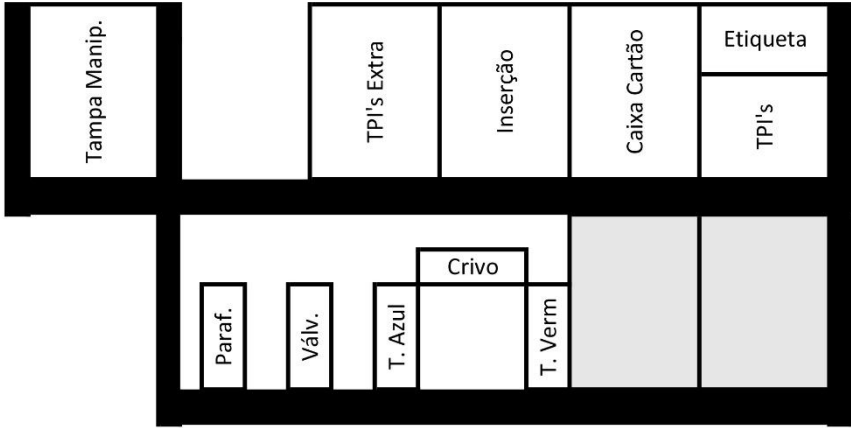 Tampa Manip.
TPI's Extra
Inserção
Caixa Cartão
Etiqueta
TPI's
Crivo
Paraf.
Válv.
T. Azul
T. Verm